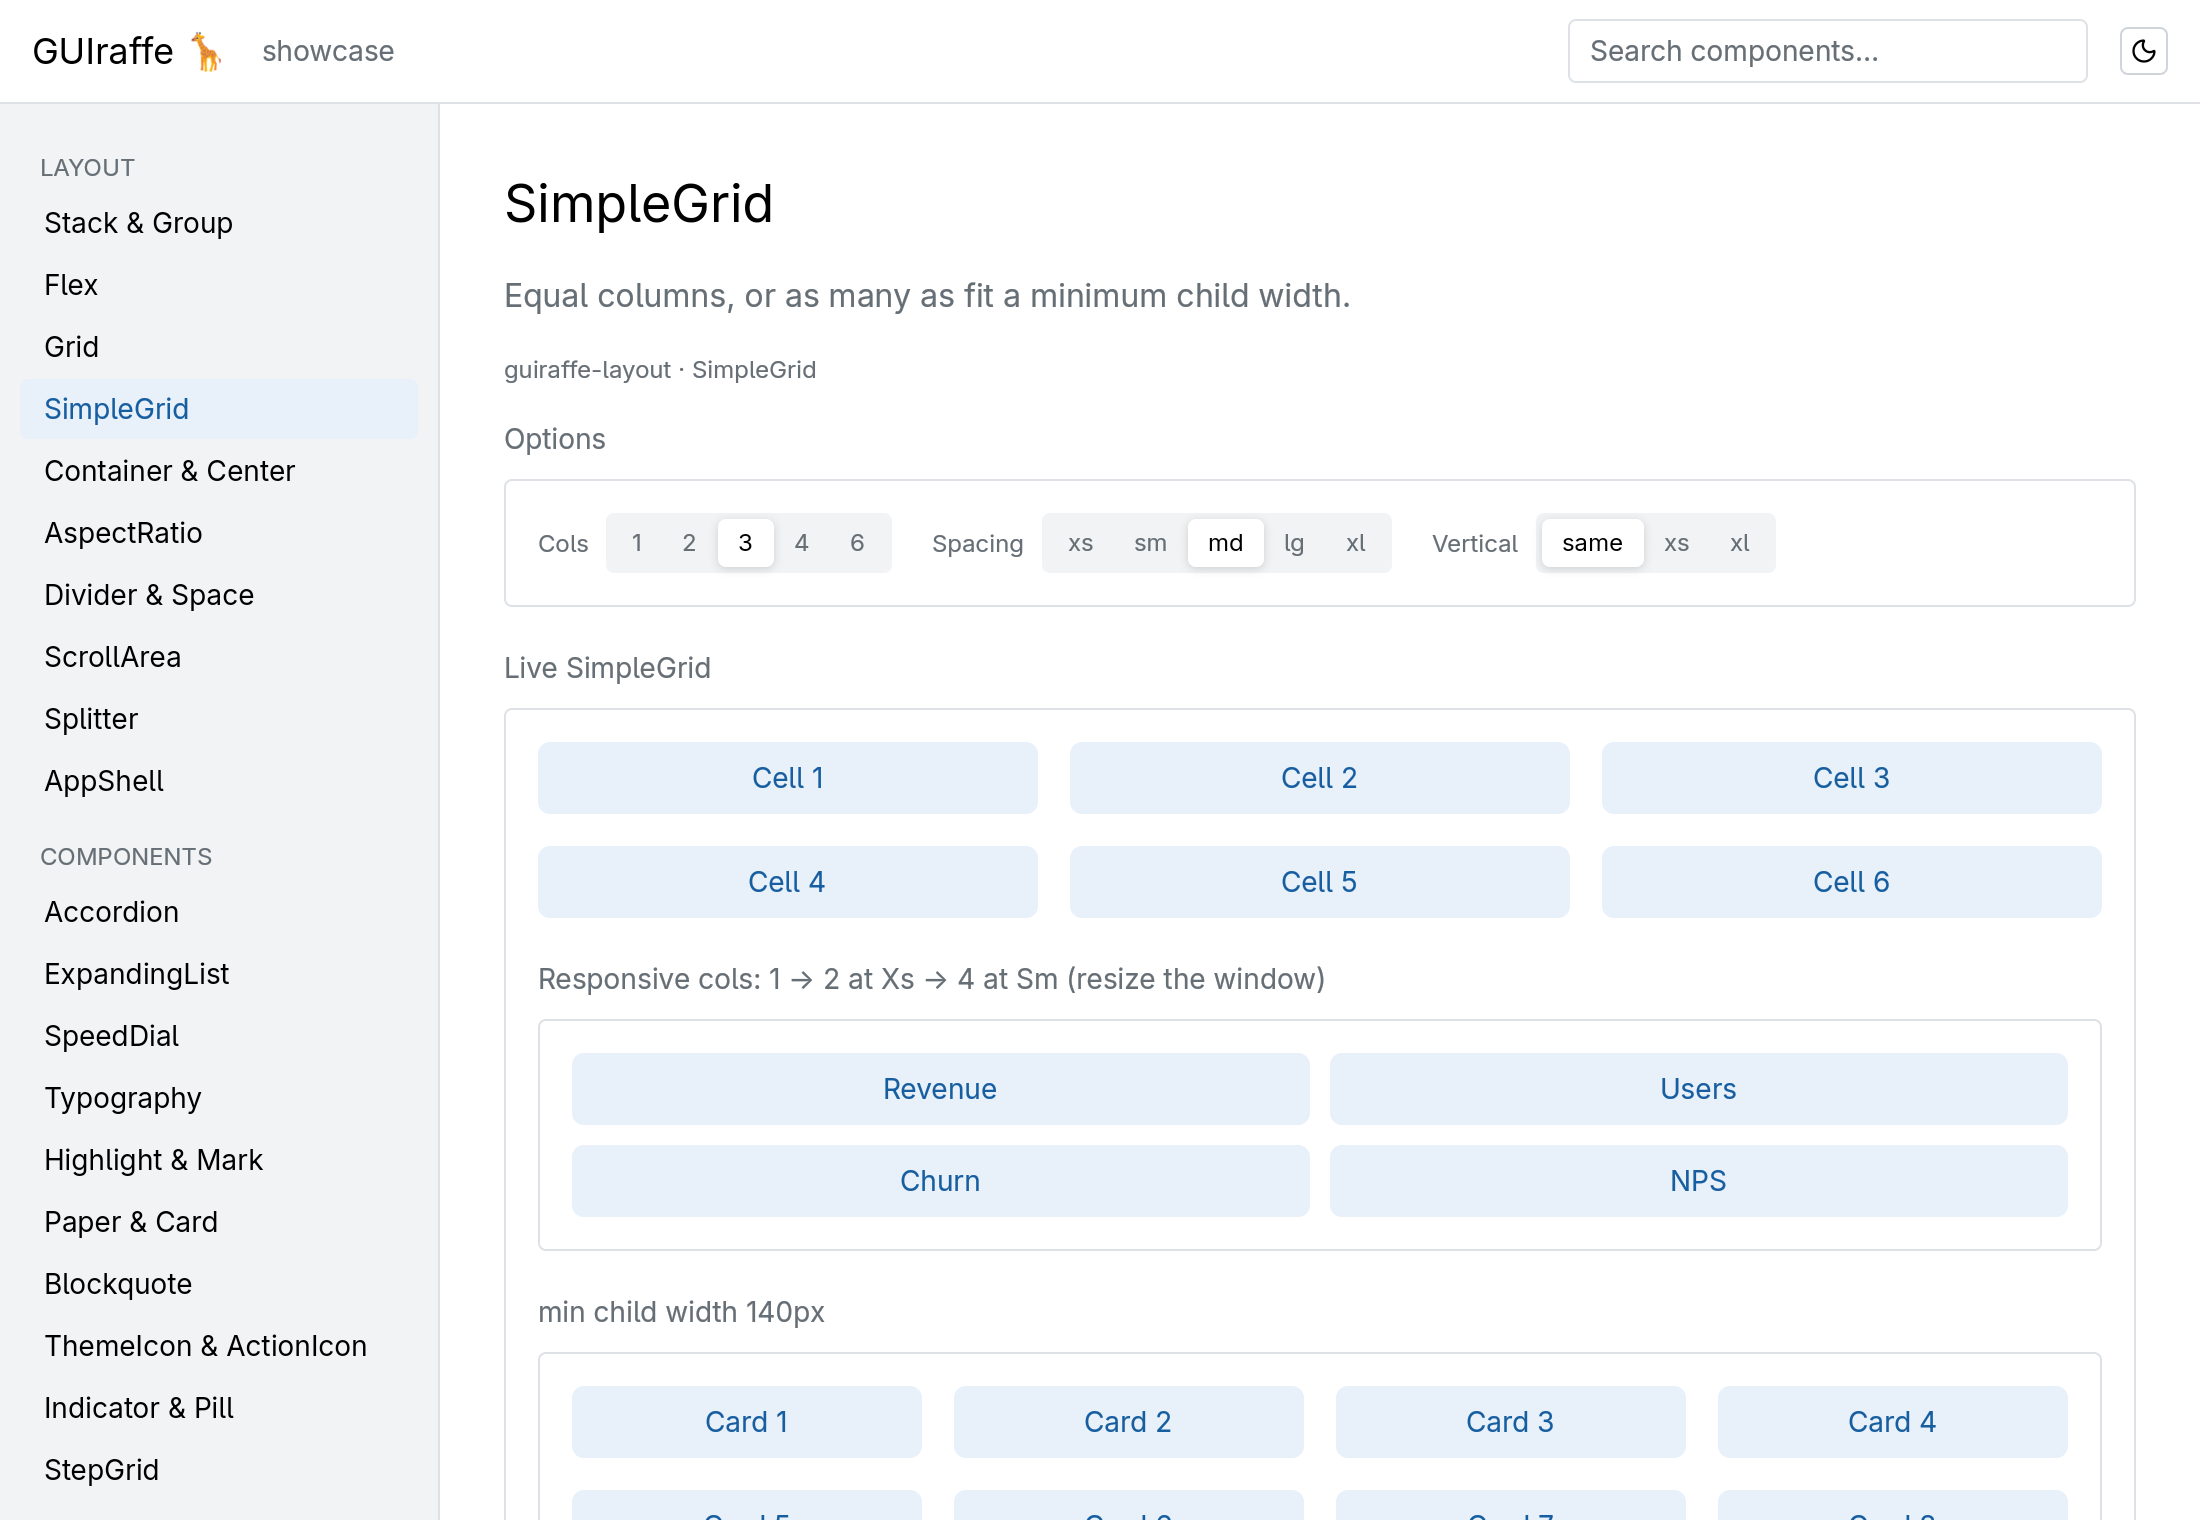 GUIraffe 🦒 showcase Search components...
LAYOUT
Stack & Group
Flex
Grid
SimpleGrid
Container & Center
AspectRatio
Divider & Space
ScrollArea
Splitter
AppShell
COMPONENTS
Accordion
ExpandingList
SpeedDial
Typography
Highlight & Mark
Paper & Card
Blockquote
ThemeIcon & ActionIcon
Indicator & Pill
StepGrid
SimpleGrid
Equal columns, or as many as fit a minimum child width.
guiraffe-layout · SimpleGrid
Options
Cols 1 2 3 4 6 Spacing xs sm md lg xl Vertical same xs xl
Live SimpleGrid
Cell 1 Cell 2 Cell 3
Cell 4 Cell 5 Cell 6
Responsive cols: 1 → 2 at Xs → 4 at Sm (resize the window)
Revenue Users
Churn NPS
min child width 140px
Card 1 Card 2 Card 3 Card 4